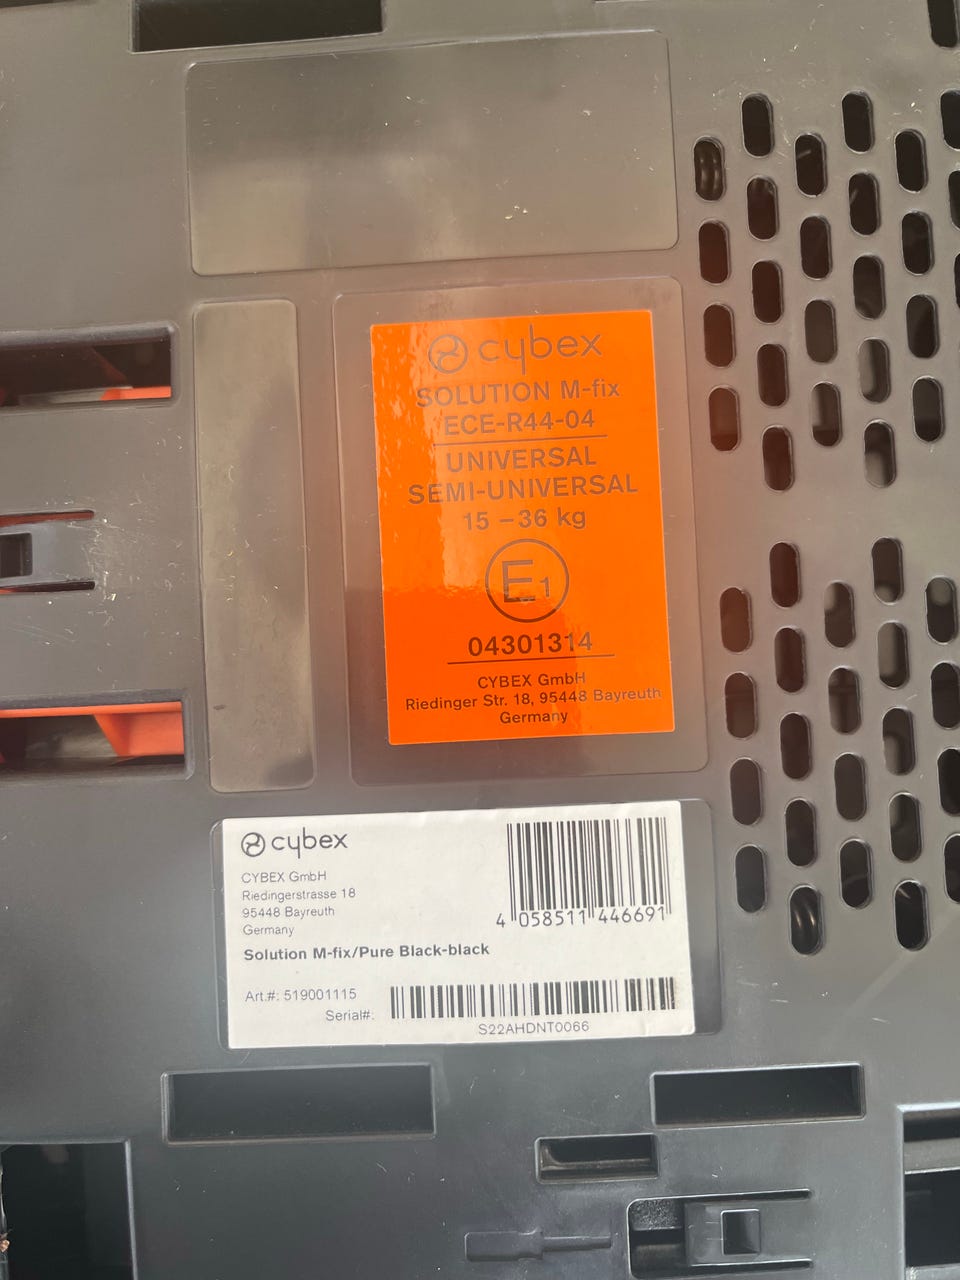 cybex
SOLUTION M-fix
ECE-R44-04
UNIVERSAL
SEMI-UNIVERSAL
15 – 36 kg
E1
04301314
CYBEX GmbH
Riedinger Str. 18, 95448 Bayreuth
Germany
cybex
CYBEX GmbH
Riedingerstrasse 18
95448 Bayreuth
Germany
4 058511 446691
Solution M-fix/Pure Black-black
Art.#: 519001115
Serial#:
S22AHDNT0066